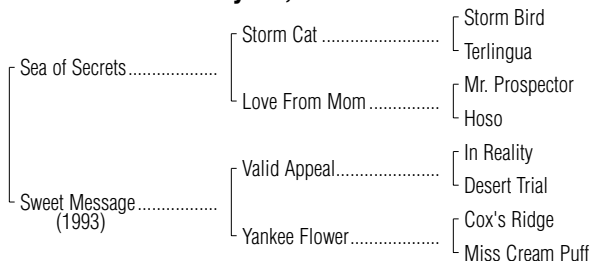 Storm Bird
Storm Cat ........................
Terlingua
Sea of Secrets..................
Mr. Prospector
Love From Mom ..............
Hoso
In Reality
Valid Appeal.....................
Desert Trial
Sweet Message................
(1993)
Cox's Ridge
Yankee Flower..................
Miss Cream Puff